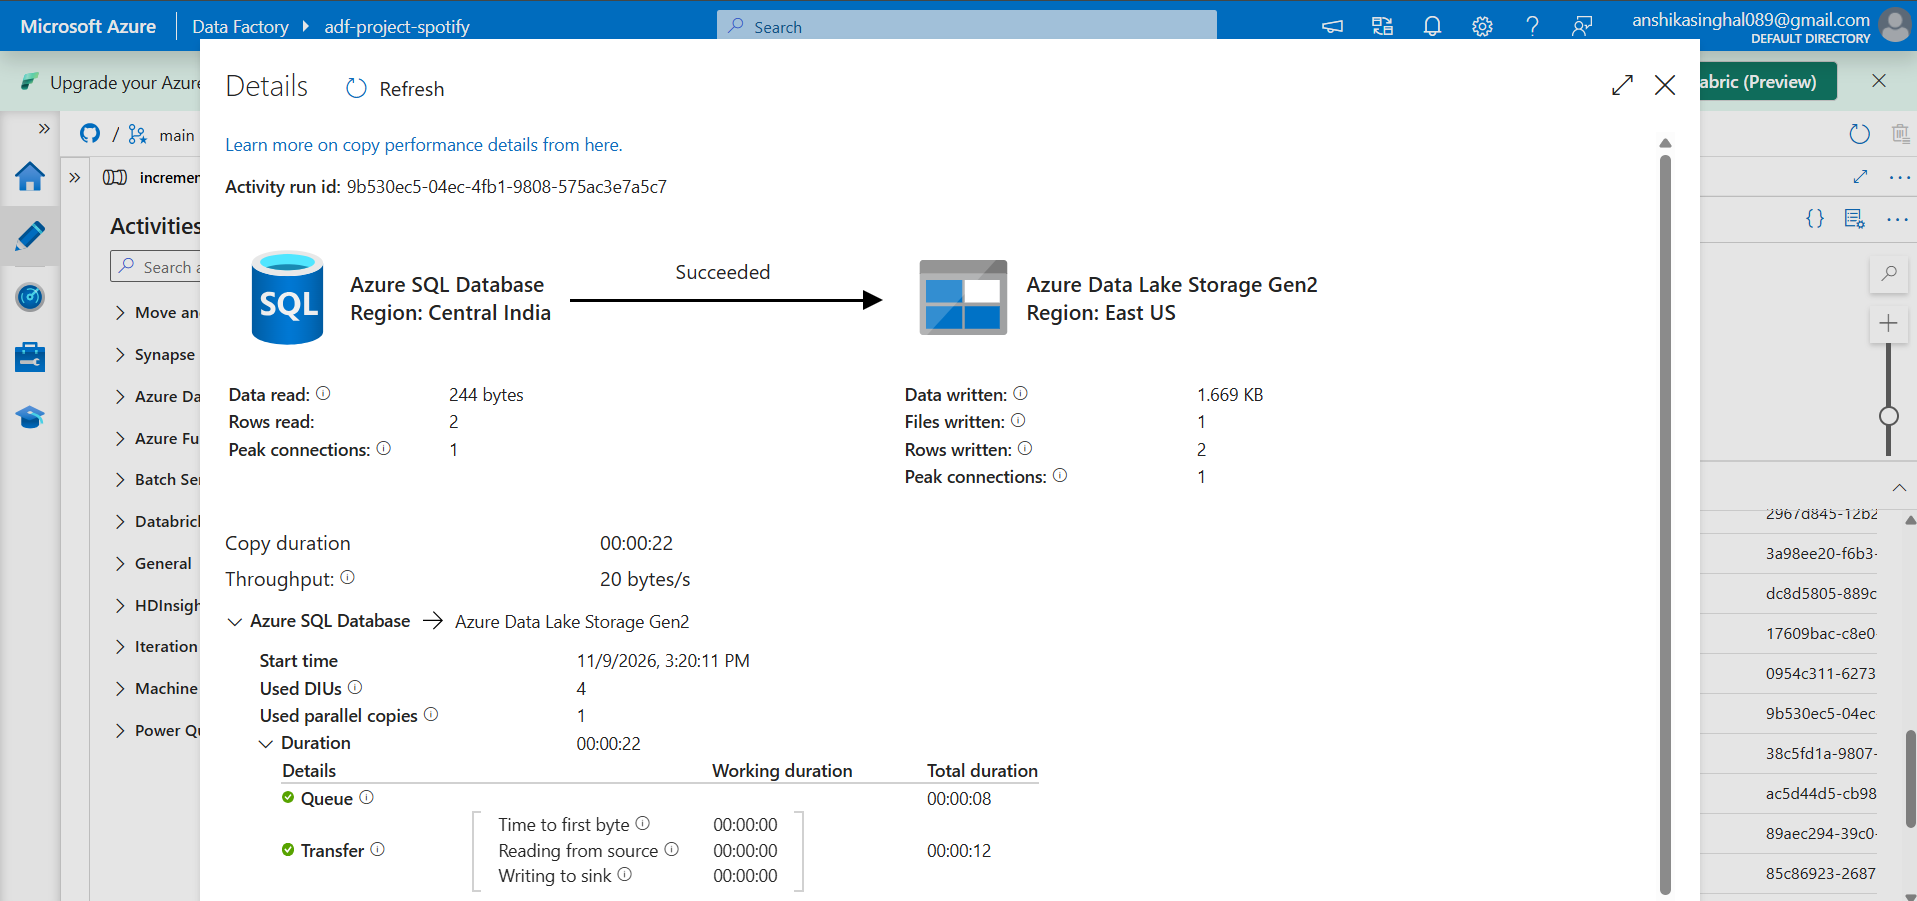 Microsoft Azure
Data Factory
adf-project-spotify
Search
anshikasinghal089@gmail.com
DEFAULT DIRECTORY
Upgrade your Azure
abric (Preview)
/ main
incremen
Activities
Search a
Move an
Synapse
Azure Da
Azure Fu
Batch Ser
Databric
General
HDInsigh
Iteration
Machine
Power Qu
Details
Refresh
Learn more on copy performance details from here.
Activity run id: 9b530ec5-04ec-4fb1-9808-575ac3e7a5c7
SQL
Azure SQL Database
Region: Central India
Succeeded
Azure Data Lake Storage Gen2
Region: East US
Data read: 244 bytes
Rows read: 2
Peak connections: 1
Data written: 1.669 KB
Files written: 1
Rows written: 2
Peak connections: 1
Copy duration 00:00:22
Throughput: 20 bytes/s
Azure SQL Database → Azure Data Lake Storage Gen2
Start time 11/9/2026, 3:20:11 PM
Used DIUs 4
Used parallel copies 1
Duration 00:00:22
Details Working duration Total duration
Queue 00:00:08
Time to first byte 00:00:00
Reading from source 00:00:00
Writing to sink 00:00:00
Transfer 00:00:12
2967d845-12b2
3a98ee20-f6b3-
dc8d5805-889c
17609bac-c8e0-
0954c311-6273
9b530ec5-04ec
38c5fd1a-9807-
ac5d44d5-cb98
89aec294-39c0-
85c86923-2687